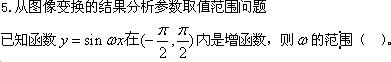 5.从图像变换的结果分析参数取值范围问题
已知函数 y = sin ωx在(-π/2, π/2)内是增函数，则ω的范围（ ）。